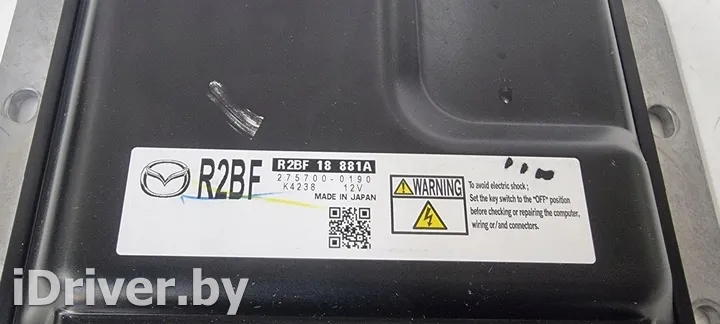 R2BF
R2BF 18 881A
275700-0190
K4238 12V
MADE IN JAPAN
WARNING
To avoid electric shock ;
Set the key switch to the "OFF" position
before checking or repairing the computer,
wiring or/and connectors.
iDriver.by